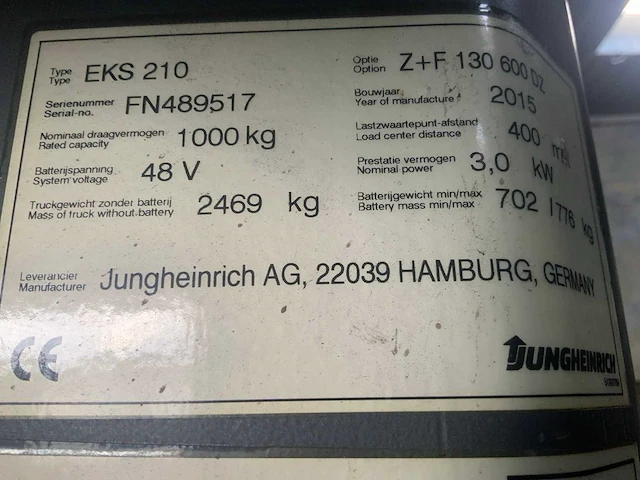 Type
Type EKS 210
Optie
Option Z+F 130 600 DZ
Serienummer
Serial-no. FN489517
Bouwjaar
Year of manufacture 2015
Nominaal draagvermogen
Rated capacity 1000 kg
Lastzwaartepunt-afstand
Load center distance 400 mm
Batterijspanning
System voltage 48 V
Prestatie vermogen
Nominal power 3,0 kW
Truckgewicht zonder batterij
Mass of truck without battery 2469 kg
Batterijgewicht min/max
Battery mass min/max 702 / 776 kg
Leverancier
Manufacturer Jungheinrich AG, 22039 HAMBURG, GERMANY
CE
JUNGHEINRICH